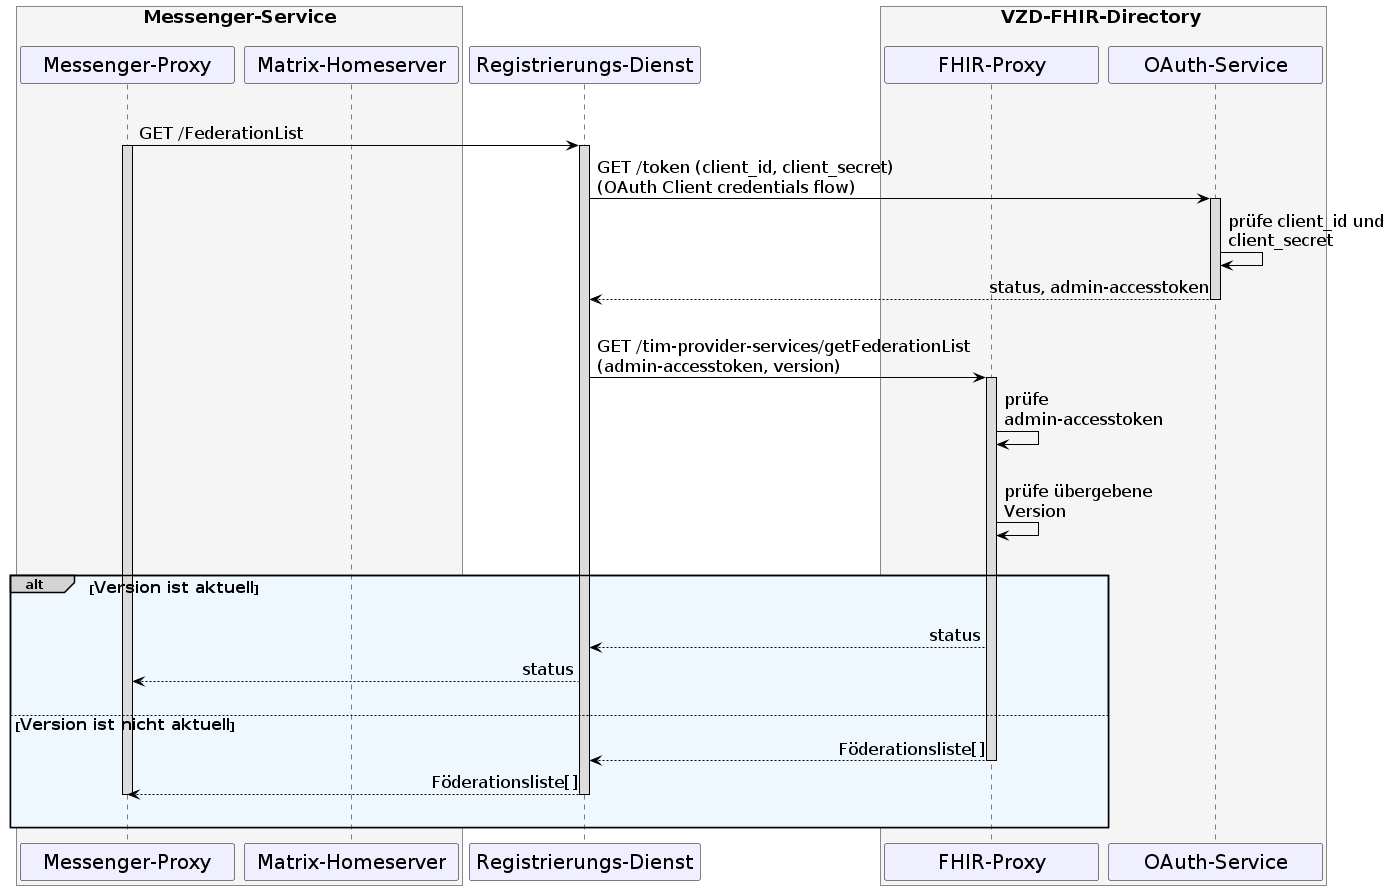 Messenger-Service
VZD-FHIR-Directory
Messenger-Proxy
Matrix-Homeserver
Registrierungs-Dienst
FHIR-Proxy
OAuth-Service
GET /FederationList
GET /token (client_id, client_secret)
(OAuth Client credentials flow)
prüfe client_id und
client_secret
status, admin-accesstoken
GET /tim-provider-services/getFederationList
(admin-accesstoken, version)
prüfe
admin-accesstoken
prüfe übergebene
Version
alt
[Version ist aktuell]
status
status
[Version ist nicht aktuell]
Föderationsliste[]
Föderationsliste[]
Messenger-Proxy
Matrix-Homeserver
Registrierungs-Dienst
FHIR-Proxy
OAuth-Service